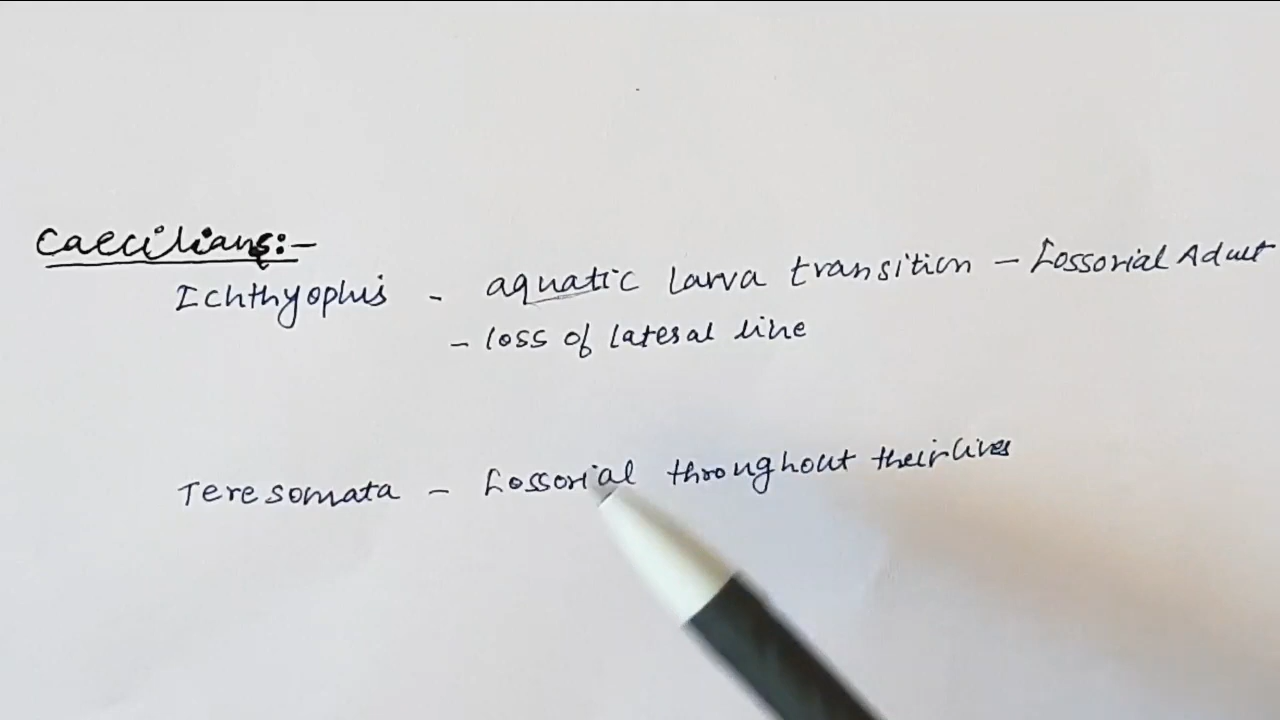 Caecilians:-
Ichthyophis - aquatic larva transition - Fossorial Adult
- loss of lateral line
Teresomata - Fossorial throughout their lives